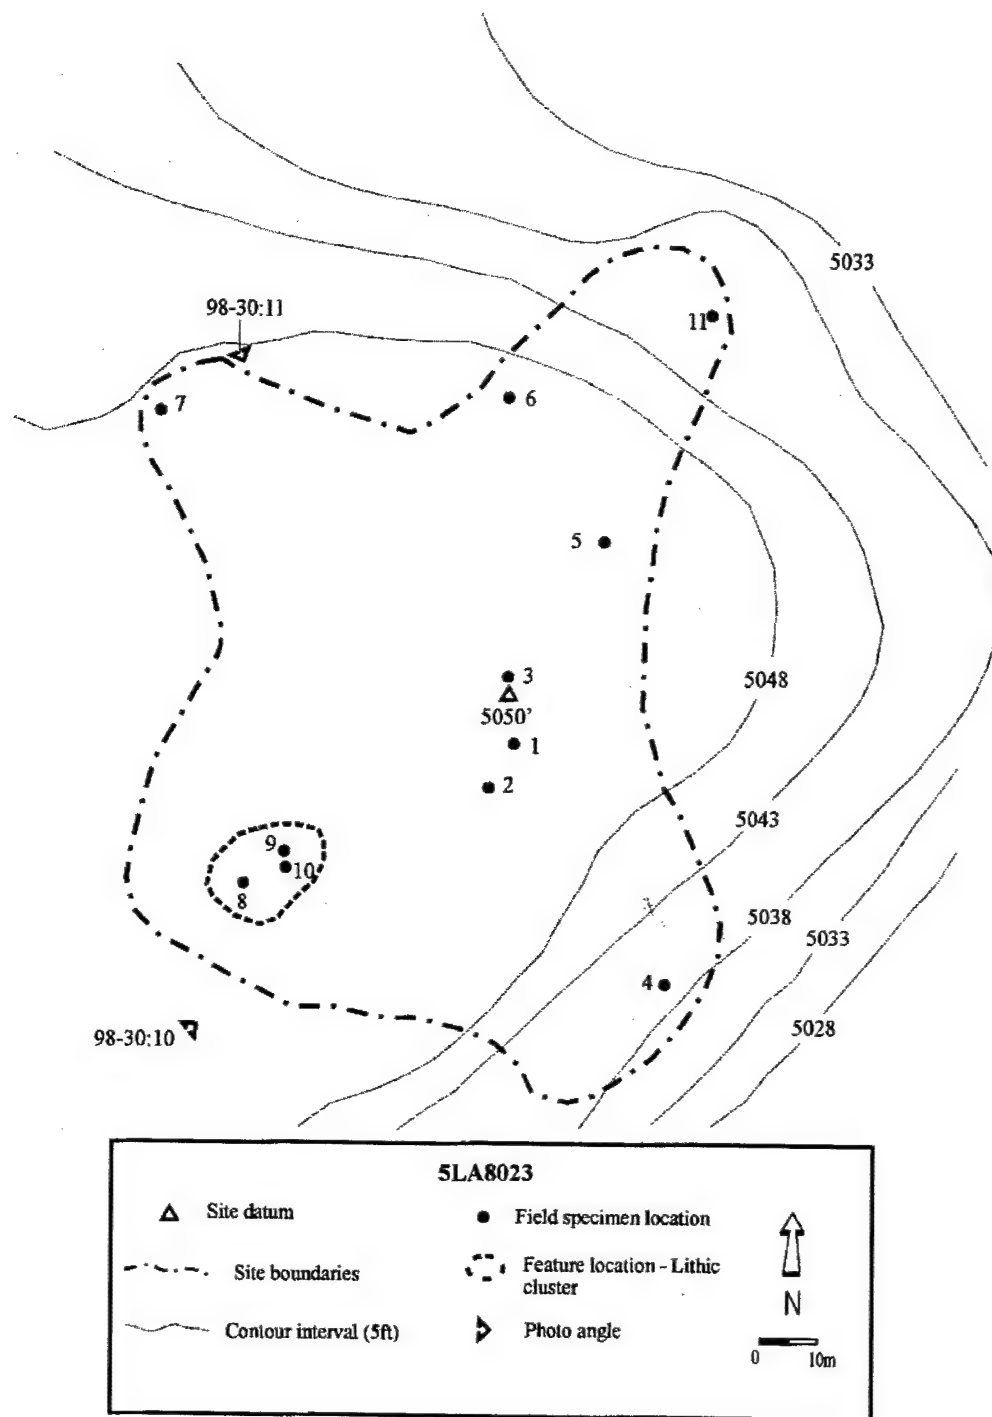 5033
98-30:11
11
7
6
5
3
5048
5050'
1
2
5043
9
10
8
5038
5033
4
5028
98-30:10
5LA8023
Site datum
Field specimen location
Site boundaries
Feature location - Lithic
cluster
N
Contour interval (5ft)
Photo angle
0 10m